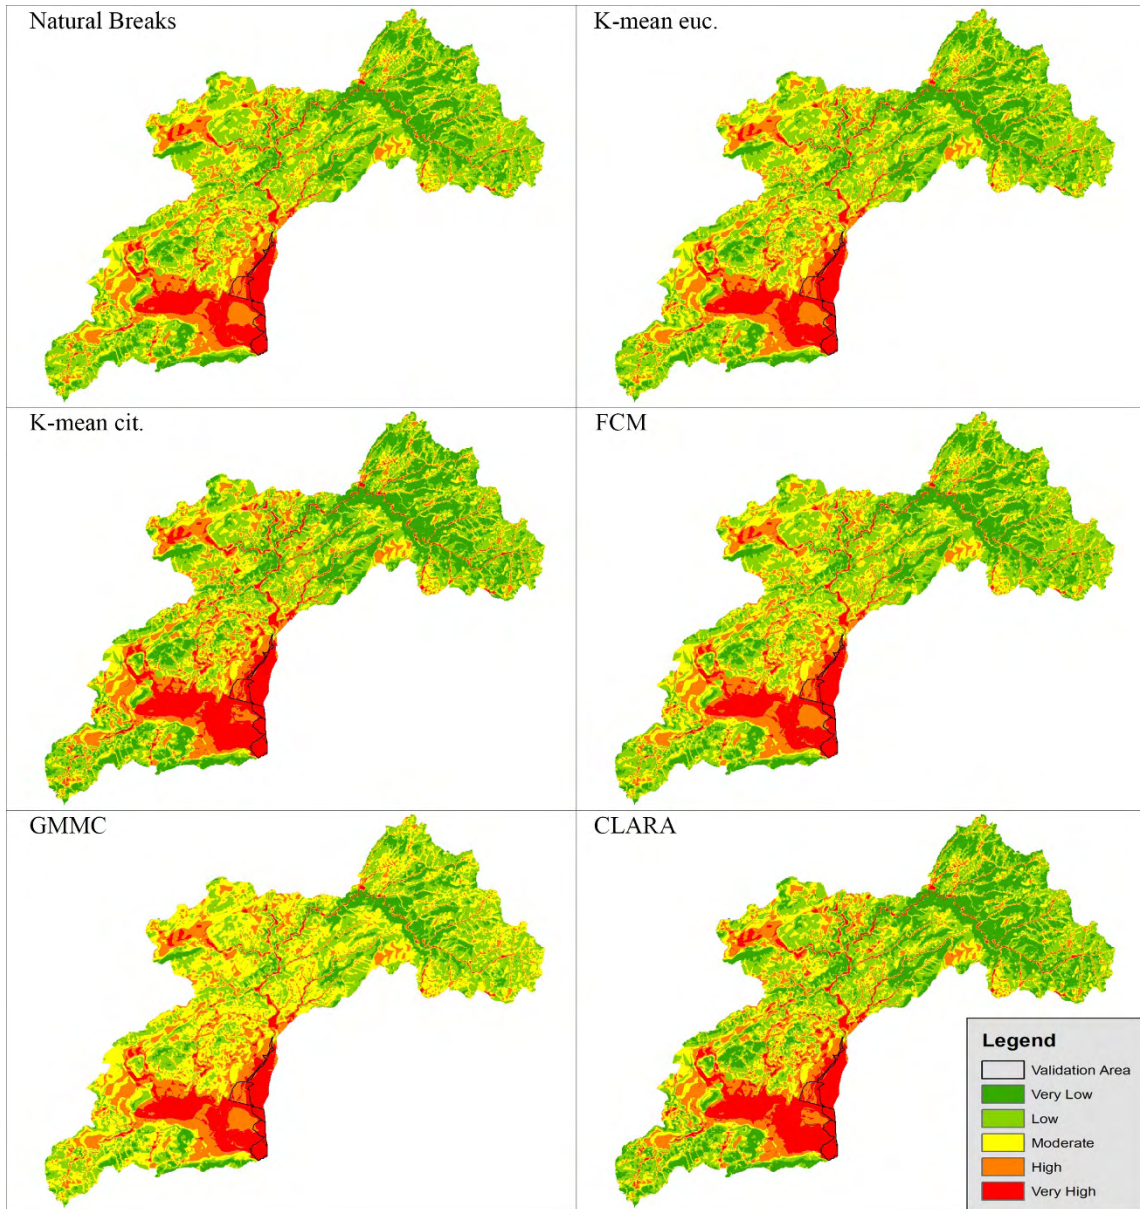 Natural Breaks
K-mean euc.
K-mean cit.
FCM
GMMC
CLARA
Legend
Validation Area
Very Low
Low
Moderate
High
Very High